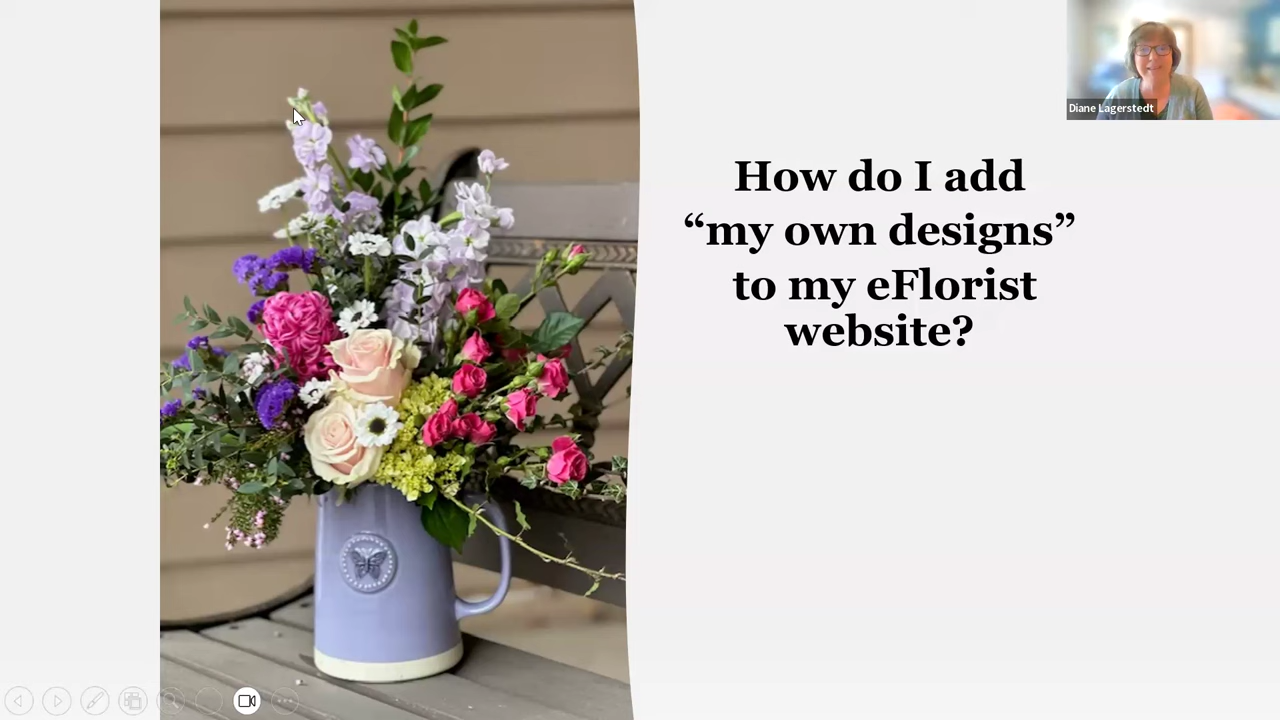 Diane Lagerstedt
How do I add
“my own designs”
to my eFlorist
website?